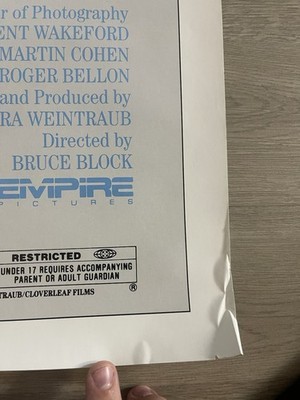 r of Photography
ENT WAKEFORD
MARTIN COHEN
ROGER BELLON
and Produced by
RA WEINTRAUB
Directed by
BRUCE BLOCK
EMPIRE
PICTURES
RESTRICTED
UNDER 17 REQUIRES ACCOMPANYING
PARENT OR ADULT GUARDIAN
®
TRAUB/CLOVERLEAF FILMS